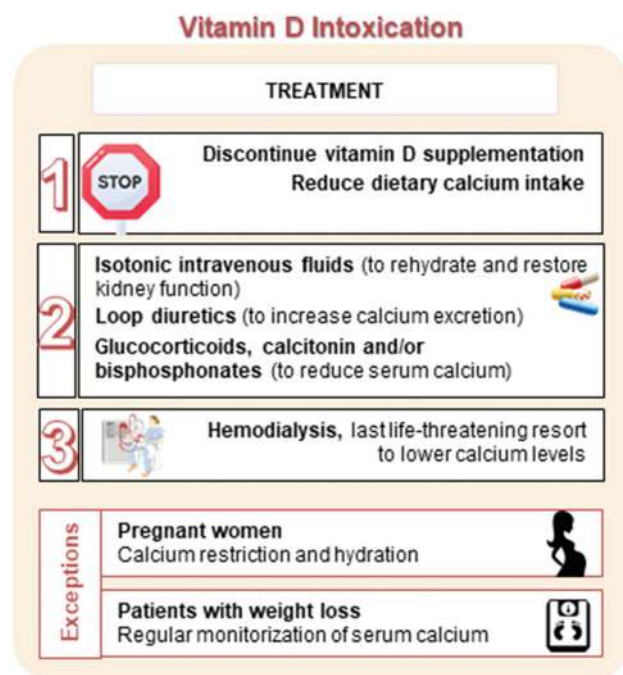 Vitamin D Intoxication
TREATMENT
1
STOP
Discontinue vitamin D supplementation
Reduce dietary calcium intake
2
Isotonic intravenous fluids (to rehydrate and restore
kidney function)
Loop diuretics (to increase calcium excretion)
Glucocorticoids, calcitonin and/or
bisphosphonates (to reduce serum calcium)
3
Hemodialysis, last life-threatening resort
to lower calcium levels
Exceptions
Pregnant women
Calcium restriction and hydration
Patients with weight loss
Regular monitorization of serum calcium